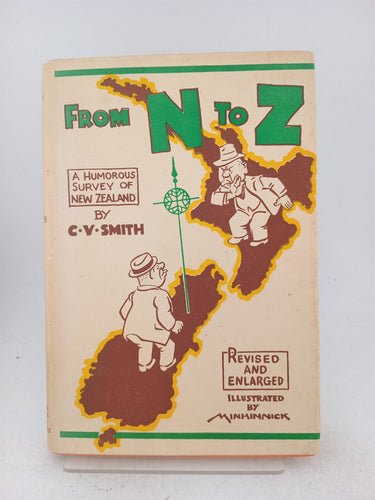 FROM N TO Z
A HUMOROUS
SURVEY OF
NEW ZEALAND
BY
C.V. SMITH
REVISED
AND
ENLARGED
ILLUSTRATED
BY
MINHINNICK